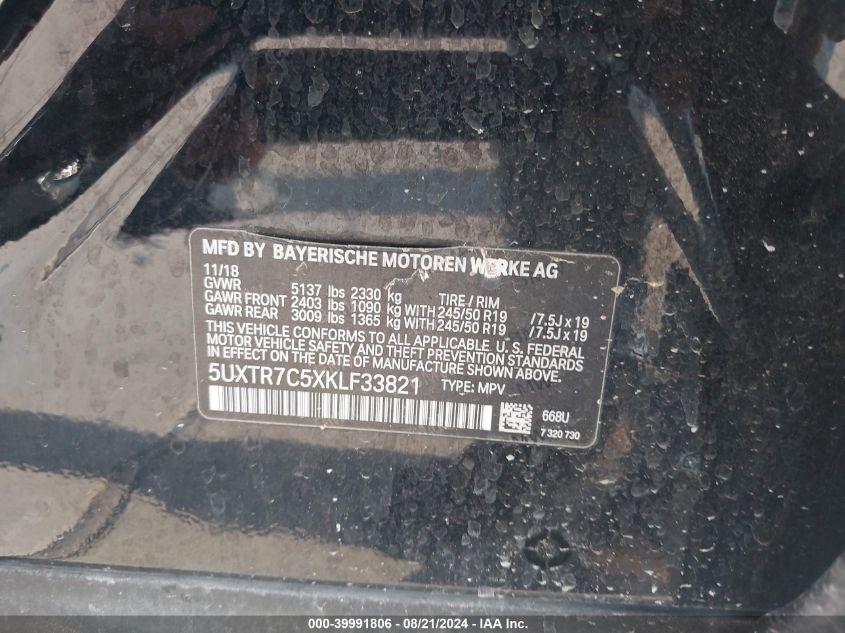 MFD BY BAYERISCHE MOTOREN WERKE AG
11/18
GVWR 5137 lbs 2330 kg TIRE / RIM
GAWR FRONT 2403 lbs 1090 kg WITH 245/50 R19 /7.5J x 19
GAWR REAR 3009 lbs 1365 kg WITH 245/50 R19 /7.5J x 19
THIS VEHICLE CONFORMS TO ALL APPLICABLE U. S. FEDERAL
MOTOR VEHICLE SAFETY AND THEFT PREVENTION STANDARDS
IN EFFECT ON THE DATE OF MANUFACTURE SHOWN ABOVE.
5UXTR7C5XKLF33821 TYPE: MPV
668U
7 320 730
000-39991806 - 08/21/2024 - IAA Inc.